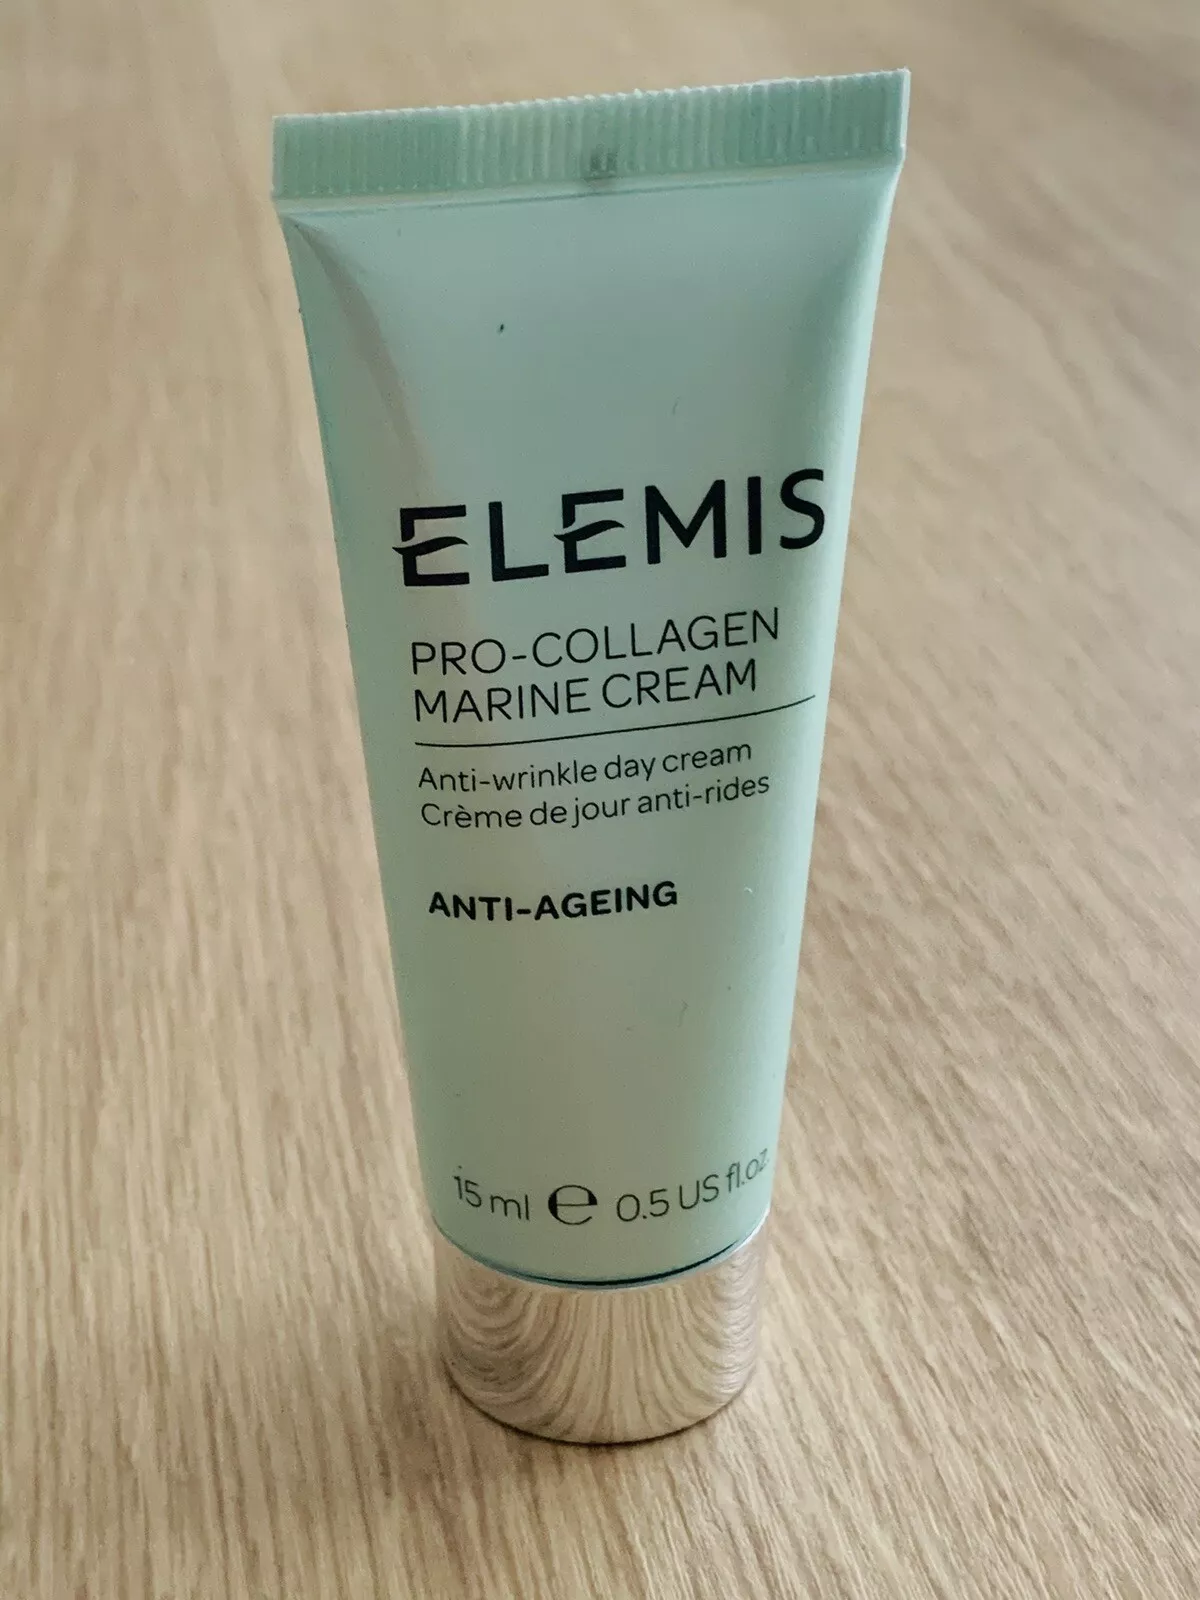 ELEMIS
PRO-COLLAGEN
MARINE CREAM
Anti-wrinkle day cream
Crème de jour anti-rides
ANTI-AGEING
15 ml e 0.5 US fl.oz.